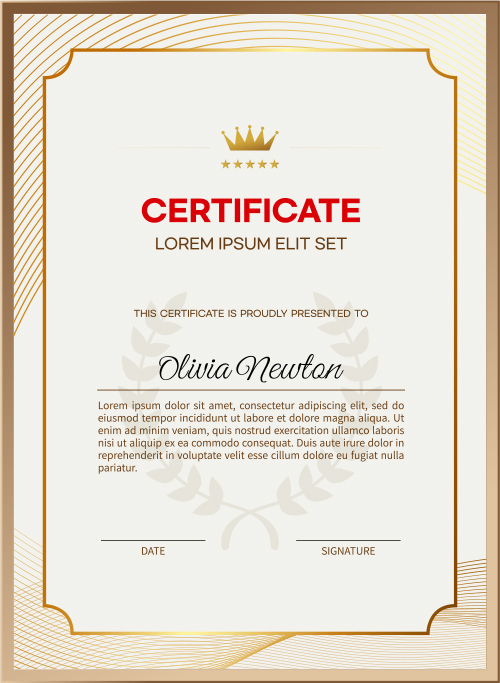 CERTIFICATE
LOREM IPSUM ELIT SET
THIS CERTIFICATE IS PROUDLY PRESENTED TO
Olivia Newton
Lorem ipsum dolor sit amet, consectetur adipiscing elit, sed do
eiusmod tempor incididunt ut labore et dolore magna aliqua. Ut
enim ad minim veniam, quis nostrud exercitation ullamco laboris
nisi ut aliquip ex ea commodo consequat. Duis aute irure dolor in
reprehenderit in voluptate velit esse cillum dolore eu fugiat nulla
pariatur.
DATE
SIGNATURE